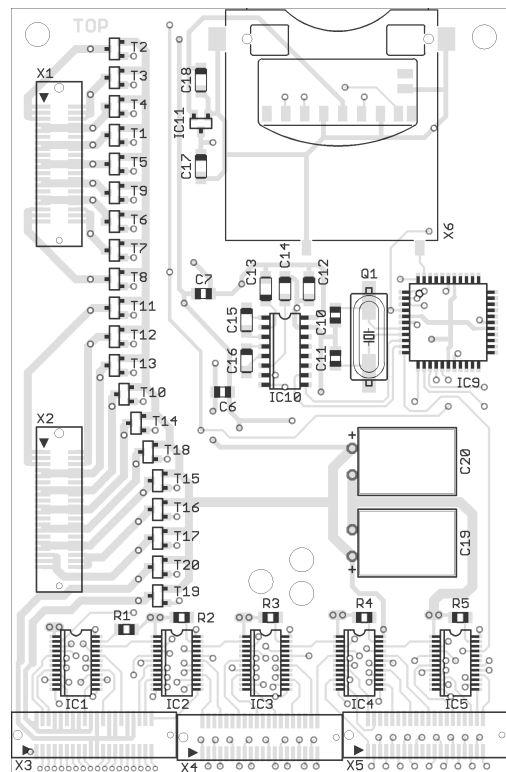 TOP
T2
X1
T3
C18
T4
IC11
T1
T5
C17
T9
T6
X6
T7
C14
T8
C7
C13
C12
Q1
T11
C15
C10
T12
T13
C16
C11
IC9
T10
C6
IC10
X2
T14
T18
C20
T15
T16
T17
C19
T20
T19
R1
R2
R3
R4
R5
IC1
IC2
IC3
IC4
IC5
X3
X4
X5
+
+